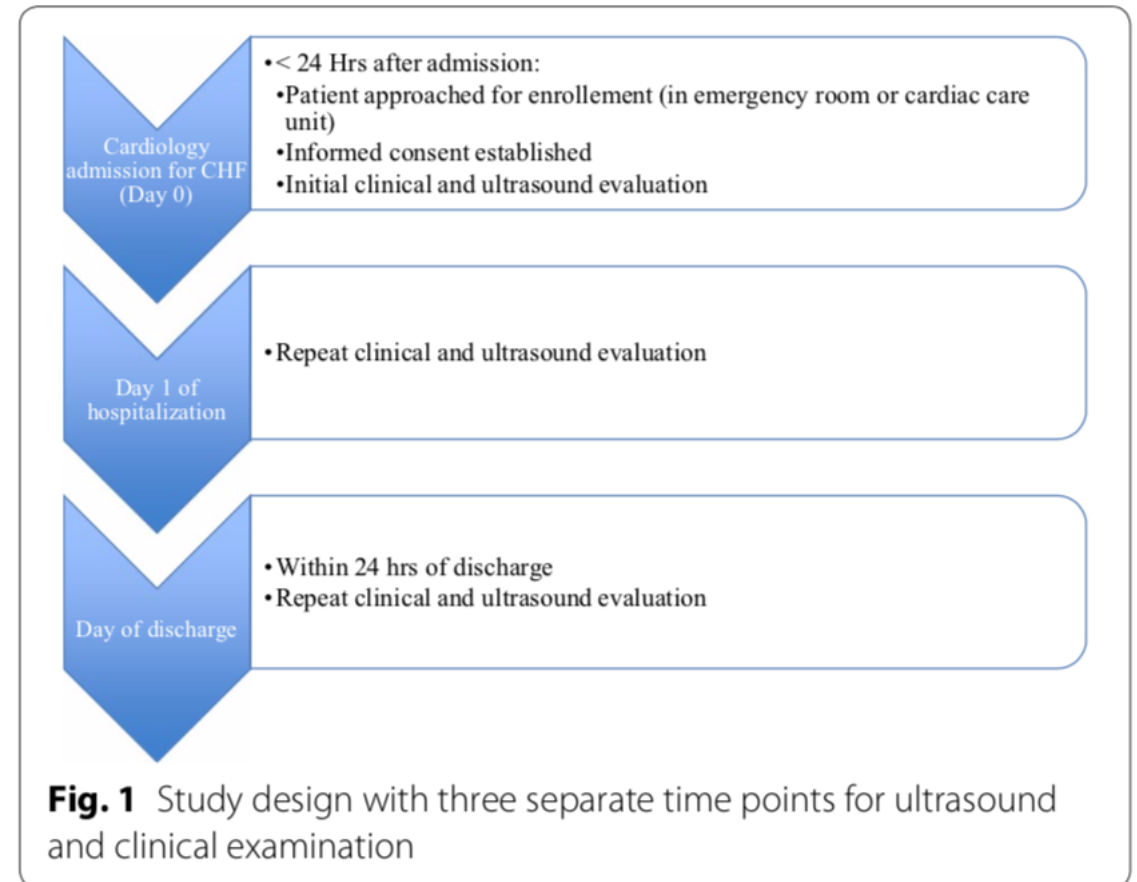 Cardiology
admission for CHF
(Day 0)
•< 24 Hrs after admission:
•Patient approached for enrollement (in emergency room or cardiac care
unit)
•Informed consent established
•Initial clinical and ultrasound evaluation
Day 1 of
hospitalization
•Repeat clinical and ultrasound evaluation
Day of discharge
•Within 24 hrs of discharge
•Repeat clinical and ultrasound evaluation
Fig. 1 Study design with three separate time points for ultrasound
and clinical examination